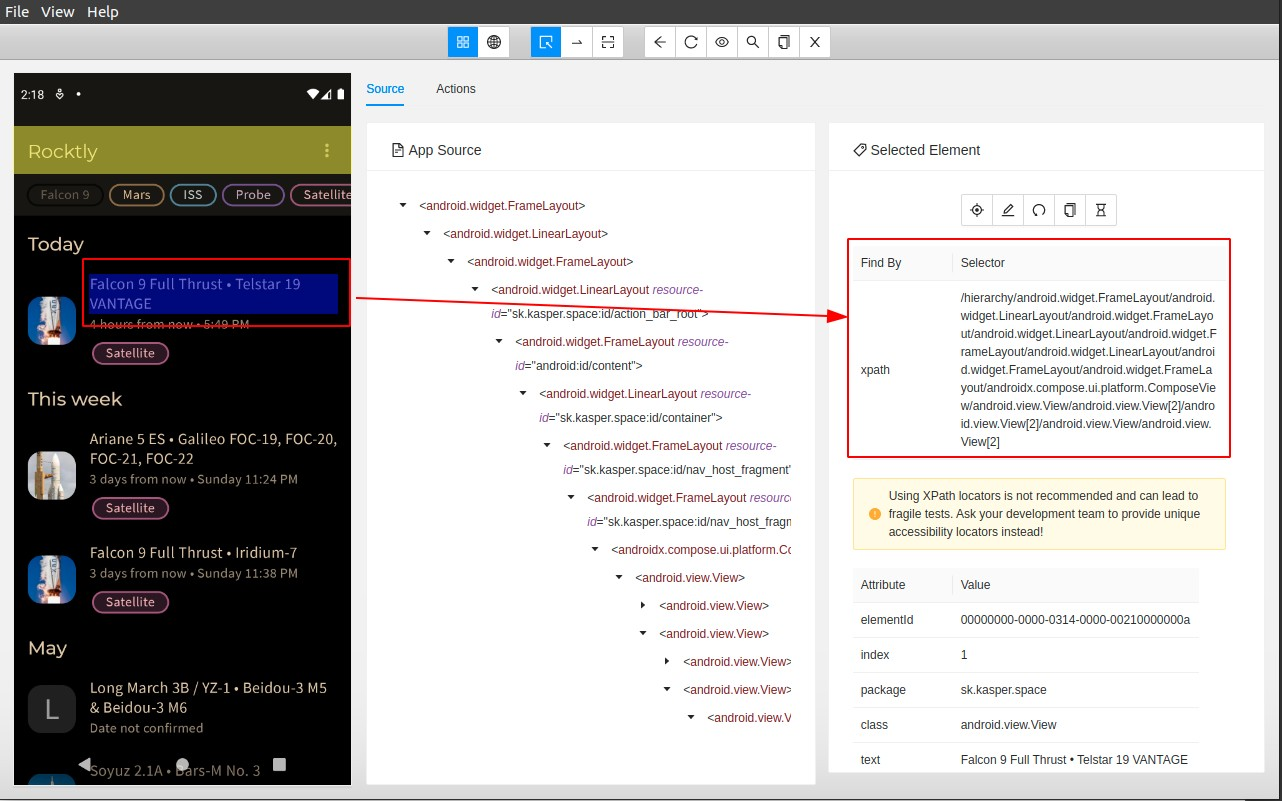 File View Help
2:18
Rocktly
Falcon 9 Mars ISS Probe Satellite
Today
Falcon 9 Full Thrust • Telstar 19
VANTAGE
4 hours from now • 5:49 PM
Satellite
This week
Ariane 5 ES • Galileo FOC-19, FOC-20,
FOC-21, FOC-22
3 days from now • Sunday 11:24 PM
Satellite
Falcon 9 Full Thrust • Iridium-7
3 days from now • Sunday 11:38 PM
Satellite
May
L
Long March 3B / YZ-1 • Beidou-3 M5
& Beidou-3 M6
Date not confirmed
Soyuz 2.1A • Bars-M No. 3
Source Actions
App Source
<android.widget.FrameLayout>
<android.widget.LinearLayout>
<android.widget.FrameLayout>
<android.widget.LinearLayout resource-
id="sk.kasper.space:id/action_bar_root">
<android.widget.FrameLayout resource-
id="android:id/content">
<android.widget.LinearLayout resource-
id="sk.kasper.space:id/container">
<android.widget.FrameLayout resource-
id="sk.kasper.space:id/nav_host_fragment"
<android.widget.FrameLayout resourc
id="sk.kasper.space:id/nav_host_fragn
<androidx.compose.ui.platform.Cc
<android.view.View>
<android.view.View>
<android.view.View>
<android.view.View>
<android.view.View>
<android.view.V
Selected Element
Find By Selector
xpath
/hierarchy/android.widget.FrameLayout/android.
widget.LinearLayout/android.widget.FrameLayo
ut/android.widget.LinearLayout/android.widget.F
rameLayout/android.widget.LinearLayout/androi
d.widget.FrameLayout/android.widget.FrameLa
yout/androidx.compose.ui.platform.ComposeVie
w/android.view.View/android.view.View[2]/andro
id.view.View[2]/android.view.View/android.view.
View[2]
Using XPath locators is not recommended and can lead to
fragile tests. Ask your development team to provide unique
accessibility locators instead!
Attribute Value
elementId 00000000-0000-0314-0000-00210000000a
index 1
package sk.kasper.space
class android.view.View
text Falcon 9 Full Thrust • Telstar 19 VANTAGE